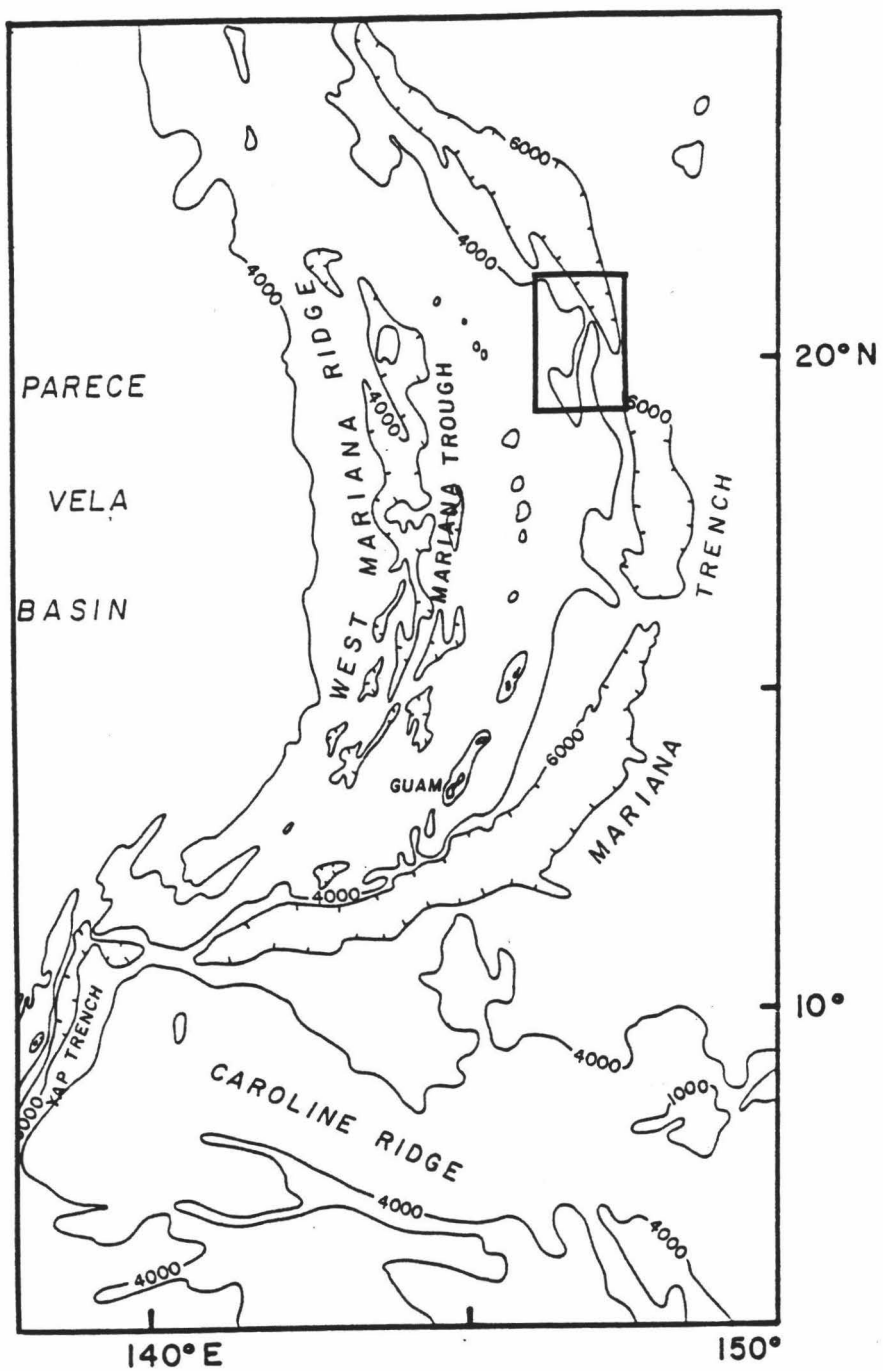 6000
4000
4000
20°N
PARECE
VELA
BASIN
WEST MARIANA RIDGE
4000
MARIANA TROUGH
6000
TRENCH
6000
GUAM
MARIANA
4000
10°
YAP TRENCH
4000
1000
CAROLINE RIDGE
4000
4000
4000
140°E
150°